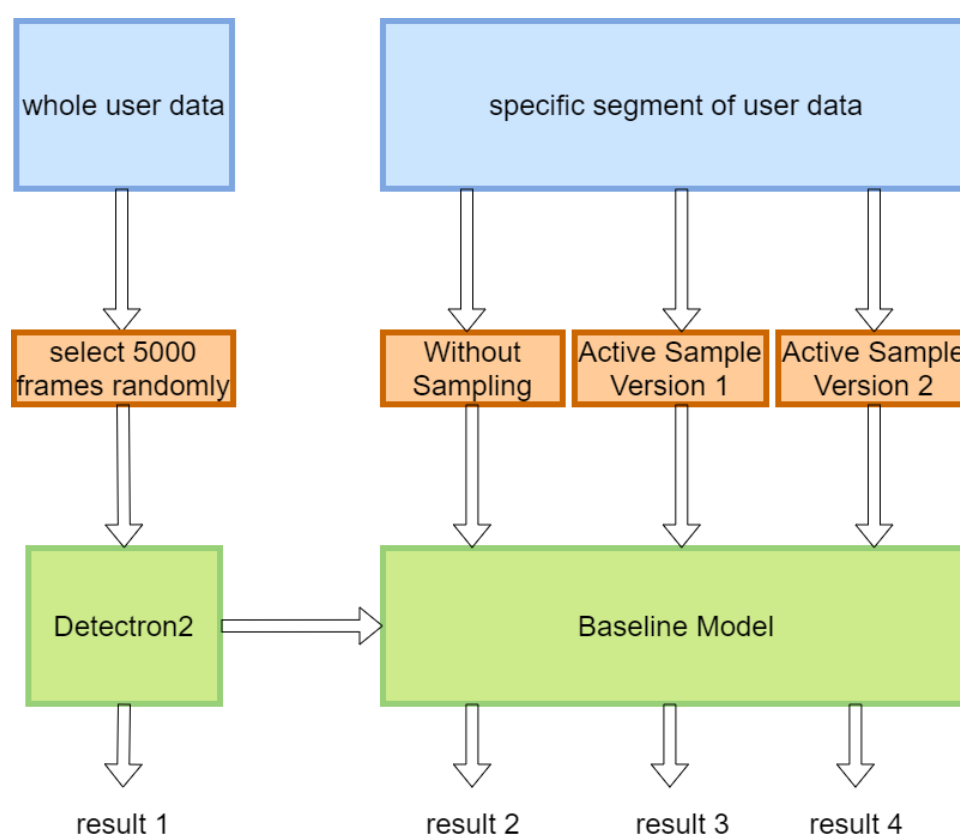 whole user data
specific segment of user data
select 5000
frames randomly
Without
Sampling
Active Sample
Version 1
Active Sample
Version 2
Detectron2
Baseline Model
result 1
result 2
result 3
result 4